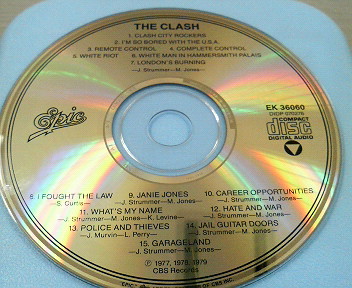 THE CLASH
1. CLASH CITY ROCKERS
2. I'M SO BORED WITH THE U.S.A.
3. REMOTE CONTROL 4. COMPLETE CONTROL
5. WHITE RIOT 6. WHITE MAN IN HAMMERSMITH PALAIS
7. LONDON'S BURNING
—J. Strummer—M. Jones—
Epic
EK 36060
DIDP 070275
COMPACT
disc
DIGITAL AUDIO
8. I FOUGHT THE LAW 9. JANIE JONES 10. CAREER OPPORTUNITIES
S. Curtis— —J. Strummer—M. Jones— —J. Strummer—M. Jones—
11. WHAT'S MY NAME 12. HATE AND WAR
—J. Strummer—M. Jones—K. Levine— —J. Strummer—M. Jones—
13. POLICE AND THIEVES 14. JAIL GUITAR DOORS
—J. Murvin—L. Perry— —J. Strummer—M. Jones—
15. GARAGELAND
—J. Strummer—M. Jones—
Ⓟ 1977, 1978, 1979
CBS Records